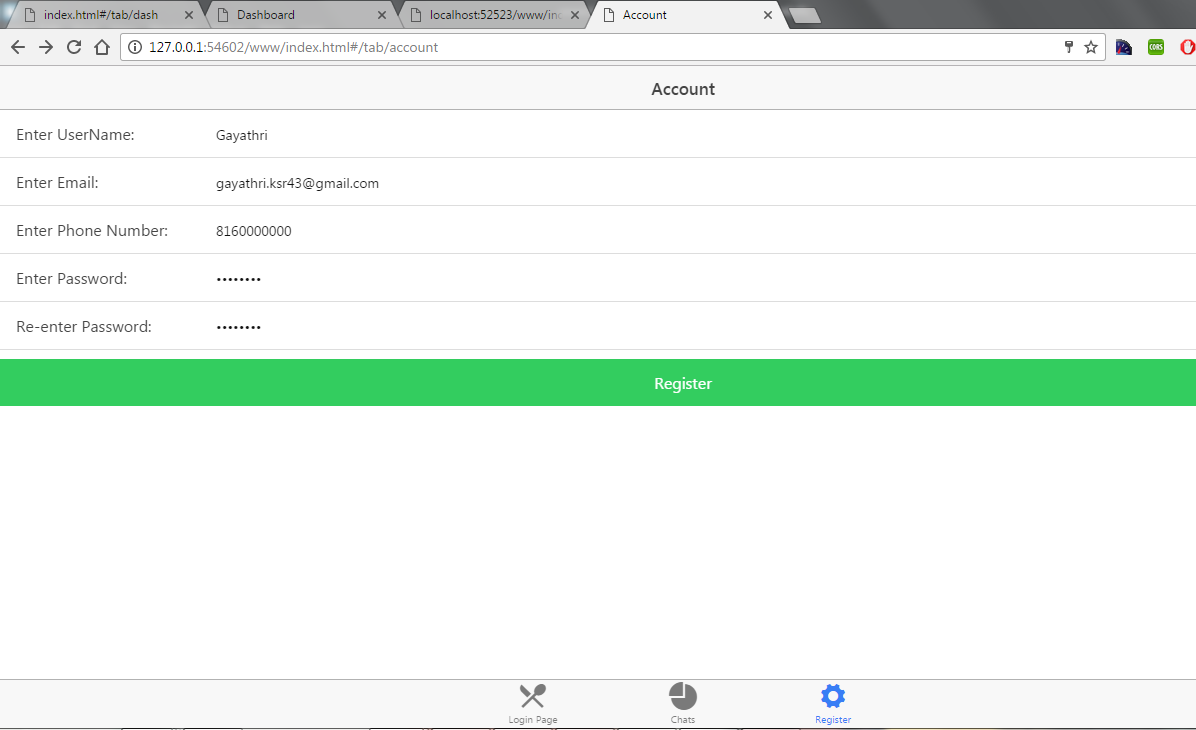 index.html#/tab/dash Dashboard localhost:52523/www/in Account
127.0.0.1:54602/www/index.html#/tab/account CORS
Account
Enter UserName: Gayathri
Enter Email: gayathri.ksr43@gmail.com
Enter Phone Number: 8160000000
Enter Password: ••••••••
Re-enter Password: ••••••••
Register
Login Page Chats Register